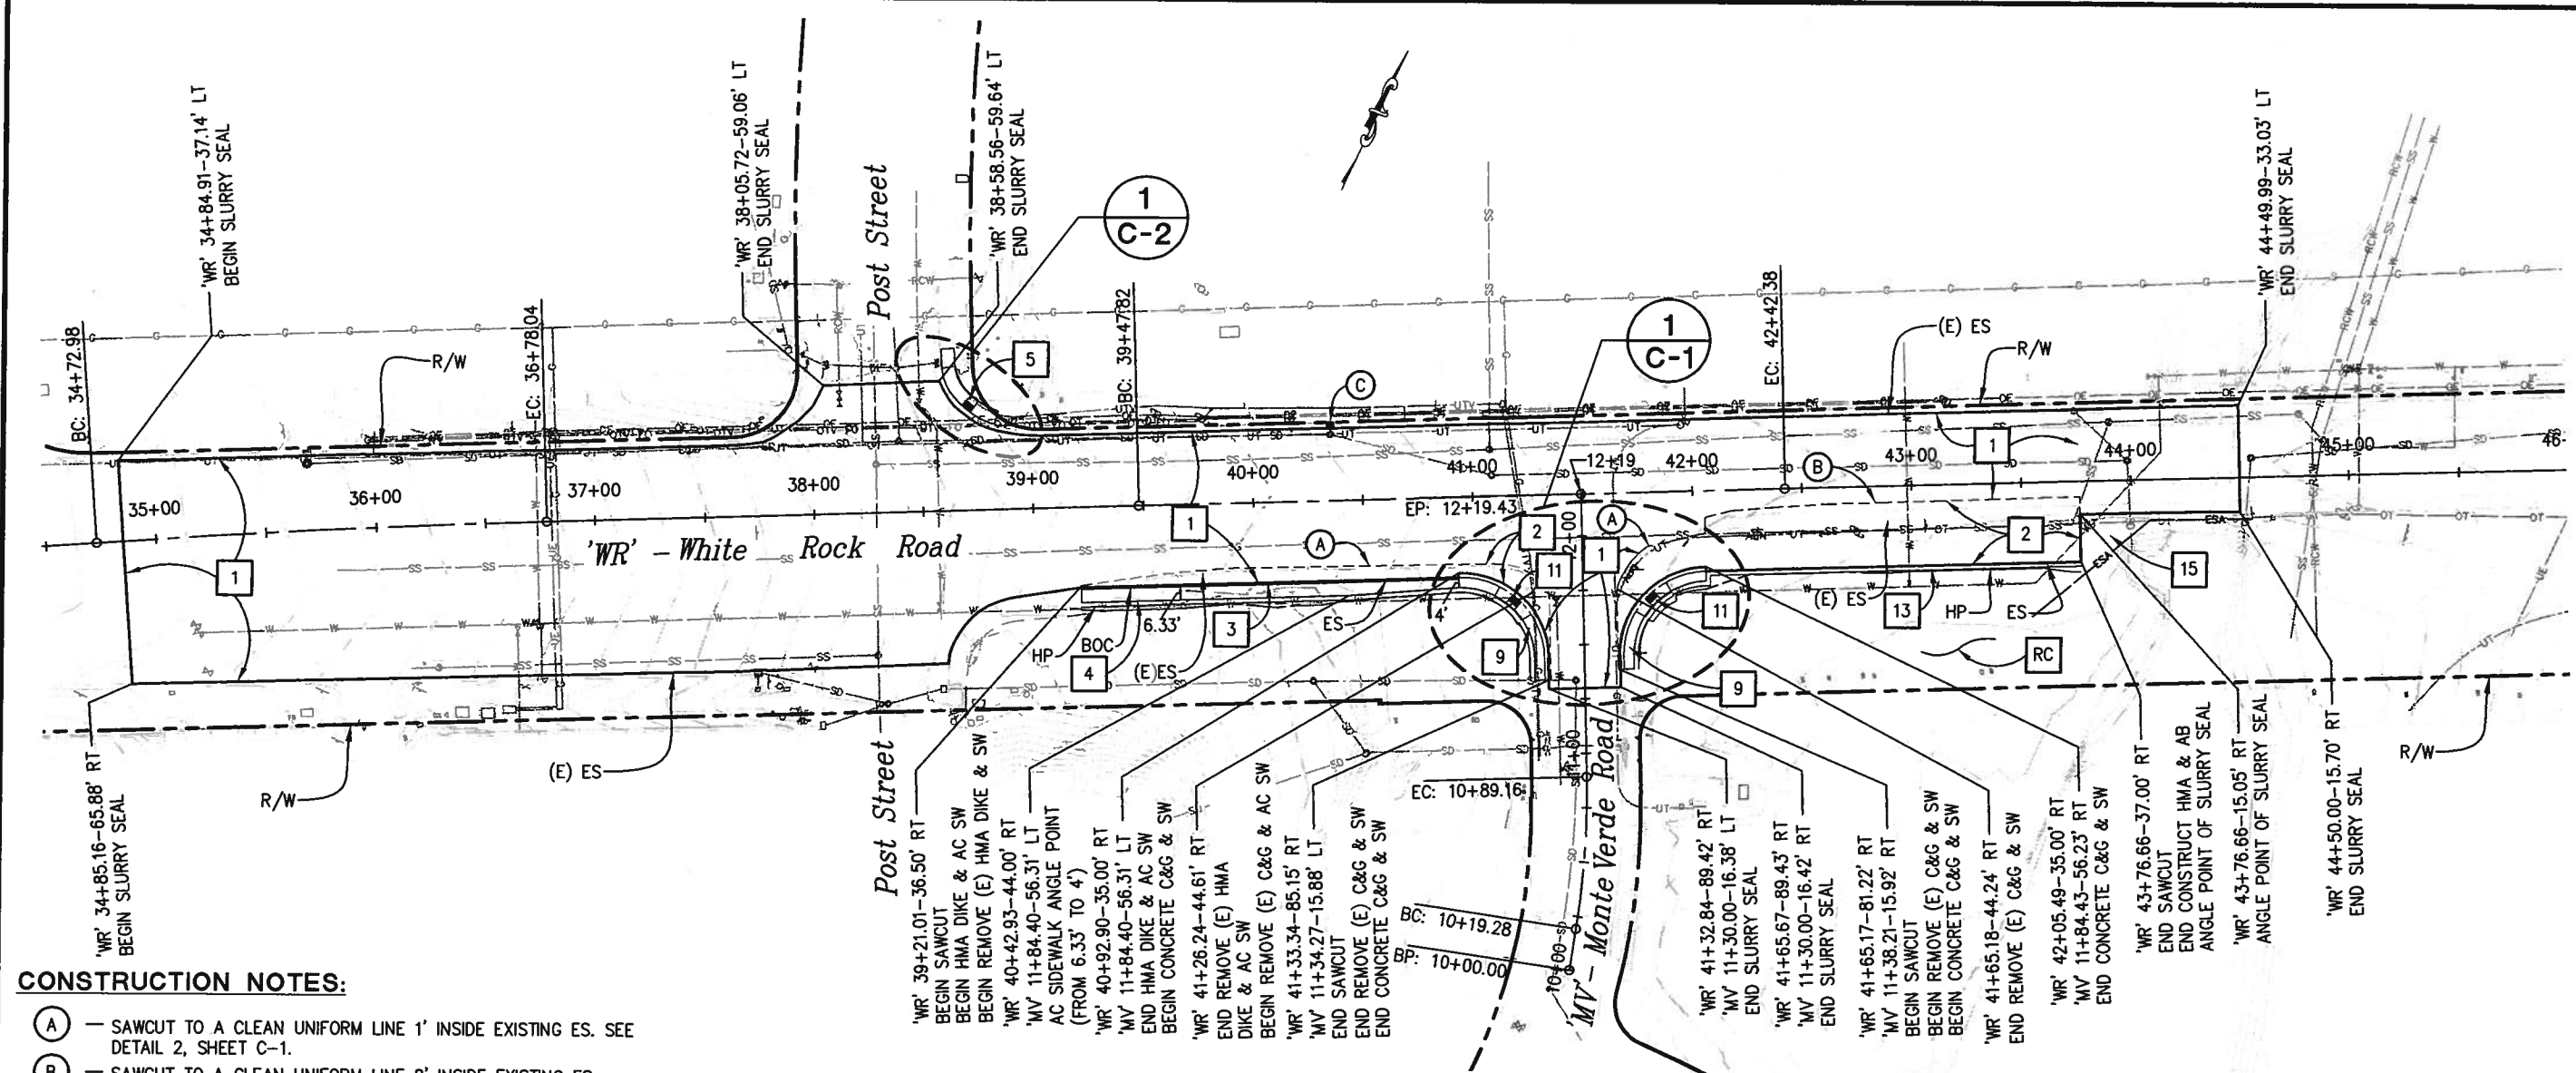 'WR' 34+84.91-37.14' LT
BEGIN SLURRY SEAL
'WR' 38+05.72-59.06' LT
END SLURRY SEAL
Post Street
'WR' 38+58.56-59.64' LT
END SLURRY SEAL
1
C-2
5
BC: 34+72.98
EC: 36+78.04
BC: 39+47.82
EC: 42+42.38
1
C-1
'WR' 44+49.99-33.03' LT
END SLURRY SEAL
R/W
C
(E) ES
R/W
35+00
36+00
37+00
38+00
39+00
40+00
41+00
12+19
42+00
43+00
44+00
45+00
46
B
1
EP: 12+19.43
'WR' - White Rock Road
1
A
2
11
1
A
2
15
1
HP
BOC
6.33'
3
ES
4'
4
(E)ES
9
11
9
(E) ES
13
HP
ES
ESA
ESA
RC
R/W
(E) ES
R/W
Post Street
EC: 10+89.16
11+00
BC: 10+19.28
BP: 10+00.00
10+00
'MV' - Monte Verde Road
'WR' 34+85.16-65.88' RT
BEGIN SLURRY SEAL
'WR' 39+21.01-36.50' RT
BEGIN SAWCUT
BEGIN HMA DIKE & AC SW
BEGIN REMOVE (E) HMA DIKE & SW
'WR' 40+42.93-44.00' RT
'MV' 11+84.40-56.31' LT
AC SIDEWALK ANGLE POINT
(FROM 6.33' TO 4')
'WR' 40+92.90-35.00' RT
'MV' 11+84.40-56.31' LT
END HMA DIKE & AC SW
BEGIN CONCRETE C&G & SW
'WR' 41+26.24-44.61' RT
END REMOVE (E) HMA
DIKE & AC SW
BEGIN REMOVE (E) C&G & AC SW
'WR' 41+33.34-85.15' RT
'MV' 11+34.27-15.88' LT
END SAWCUT
END REMOVE (E) C&G & SW
END CONCRETE C&G & SW
'WR' 41+32.84-89.42' RT
'MV' 11+30.00-16.38' LT
END SLURRY SEAL
'WR' 41+65.67-89.43' RT
'MV' 11+30.00-16.42' RT
END SLURRY SEAL
'WR' 41+65.17-81.22' RT
'MV' 11+38.21-15.92' RT
BEGIN SAWCUT
BEGIN REMOVE (E) C&G & SW
BEGIN CONCRETE C&G & SW
'WR' 41+65.18-44.24' RT
END REMOVE (E) C&G & SW
'WR' 42+05.49-35.00' RT
'MV' 11+84.43-56.23' RT
END CONCRETE C&G & SW
'WR' 43+76.66-37.00' RT
END SAWCUT
END CONSTRUCT HMA & AB
ANGLE POINT OF SLURRY SEAL
'WR' 43+76.66-15.05' RT
ANGLE POINT OF SLURRY SEAL
'WR' 44+50.00-15.70' RT
END SLURRY SEAL
CONSTRUCTION NOTES:
A — SAWCUT TO A CLEAN UNIFORM LINE 1' INSIDE EXISTING ES. SEE
DETAIL 2, SHEET C-1.
B — SAWCUT TO A CLEAN UNIFORM LINE 8' INSIDE EXISTING ES